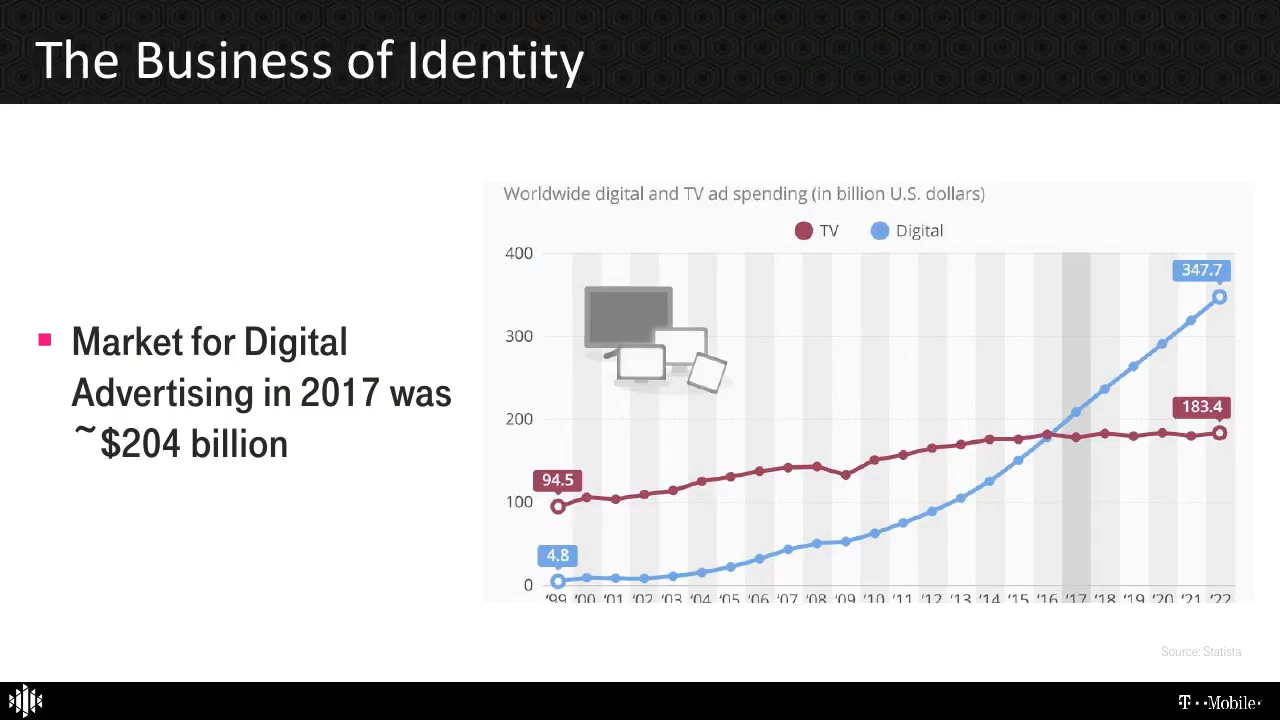 The Business of Identity
Worldwide digital and TV ad spending (in billion U.S. dollars)
TV Digital
400
347.7
300
▪ Market for Digital
Advertising in 2017 was
~$204 billion
200
183.4
94.5
100
4.8
0
'99 '00 '01 '02 '03 '04 '05 '06 '07 '08 '09 '10 '11 '12 '13 '14 '15 '16 '17 '18 '19 '20 '21 '22
Source: Statista
T··Mobile·